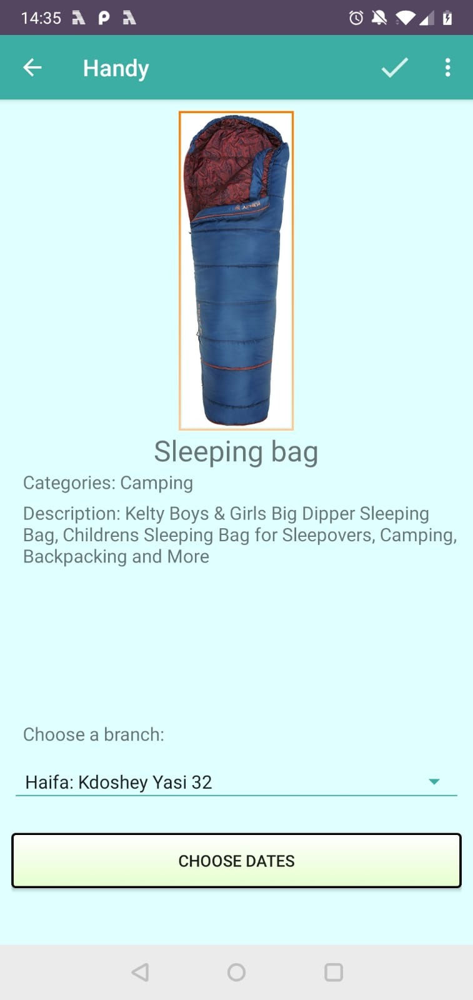 14:35
Handy
Sleeping bag
Categories: Camping
Description: Kelty Boys & Girls Big Dipper Sleeping
Bag, Childrens Sleeping Bag for Sleepovers, Camping,
Backpacking and More
Choose a branch:
Haifa: Kdoshey Yasi 32
CHOOSE DATES